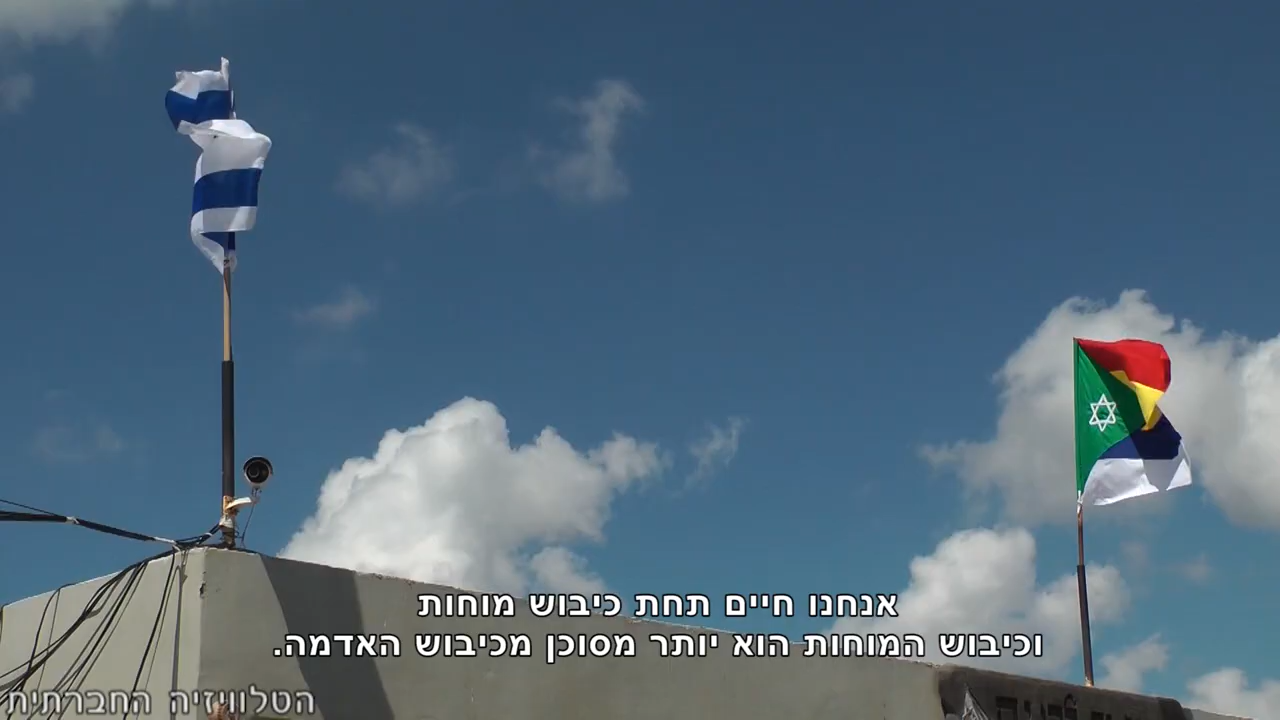 אנחנו חיים תחת כיבוש מוחות
וכיבוש המוחות הוא יותר מסוכן מכיבוש האדמה.
הטלוויזיה החברתית